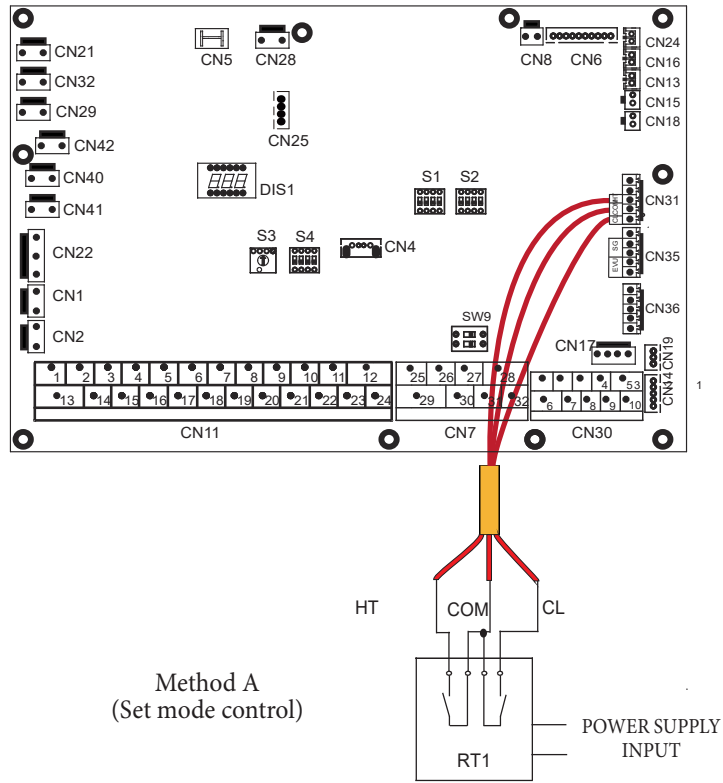 CN21
CN32
CN29
CN42
CN40
CN41
CN22
CN1
CN2
CN5
CN28
CN25
DIS1
S3
S4
CN4
S1
S2
SW9
CN8
CN6
CN24
CN16
CN13
CN15
CN18
CN31
EVU SG
CN35
CN36
CN17
CN19
CN14
1
1 2 3 4 5 6 7 8 9 10 11 12
13 14 15 16 17 18 19 20 21 22 23 24
CN11
25 26 27 28
29 30 31 32
CN7
4 5 3
6 7 8 9 10
CN30
HT
COM
CL
RT1
POWER SUPPLY
INPUT
Method A
(Set mode control)